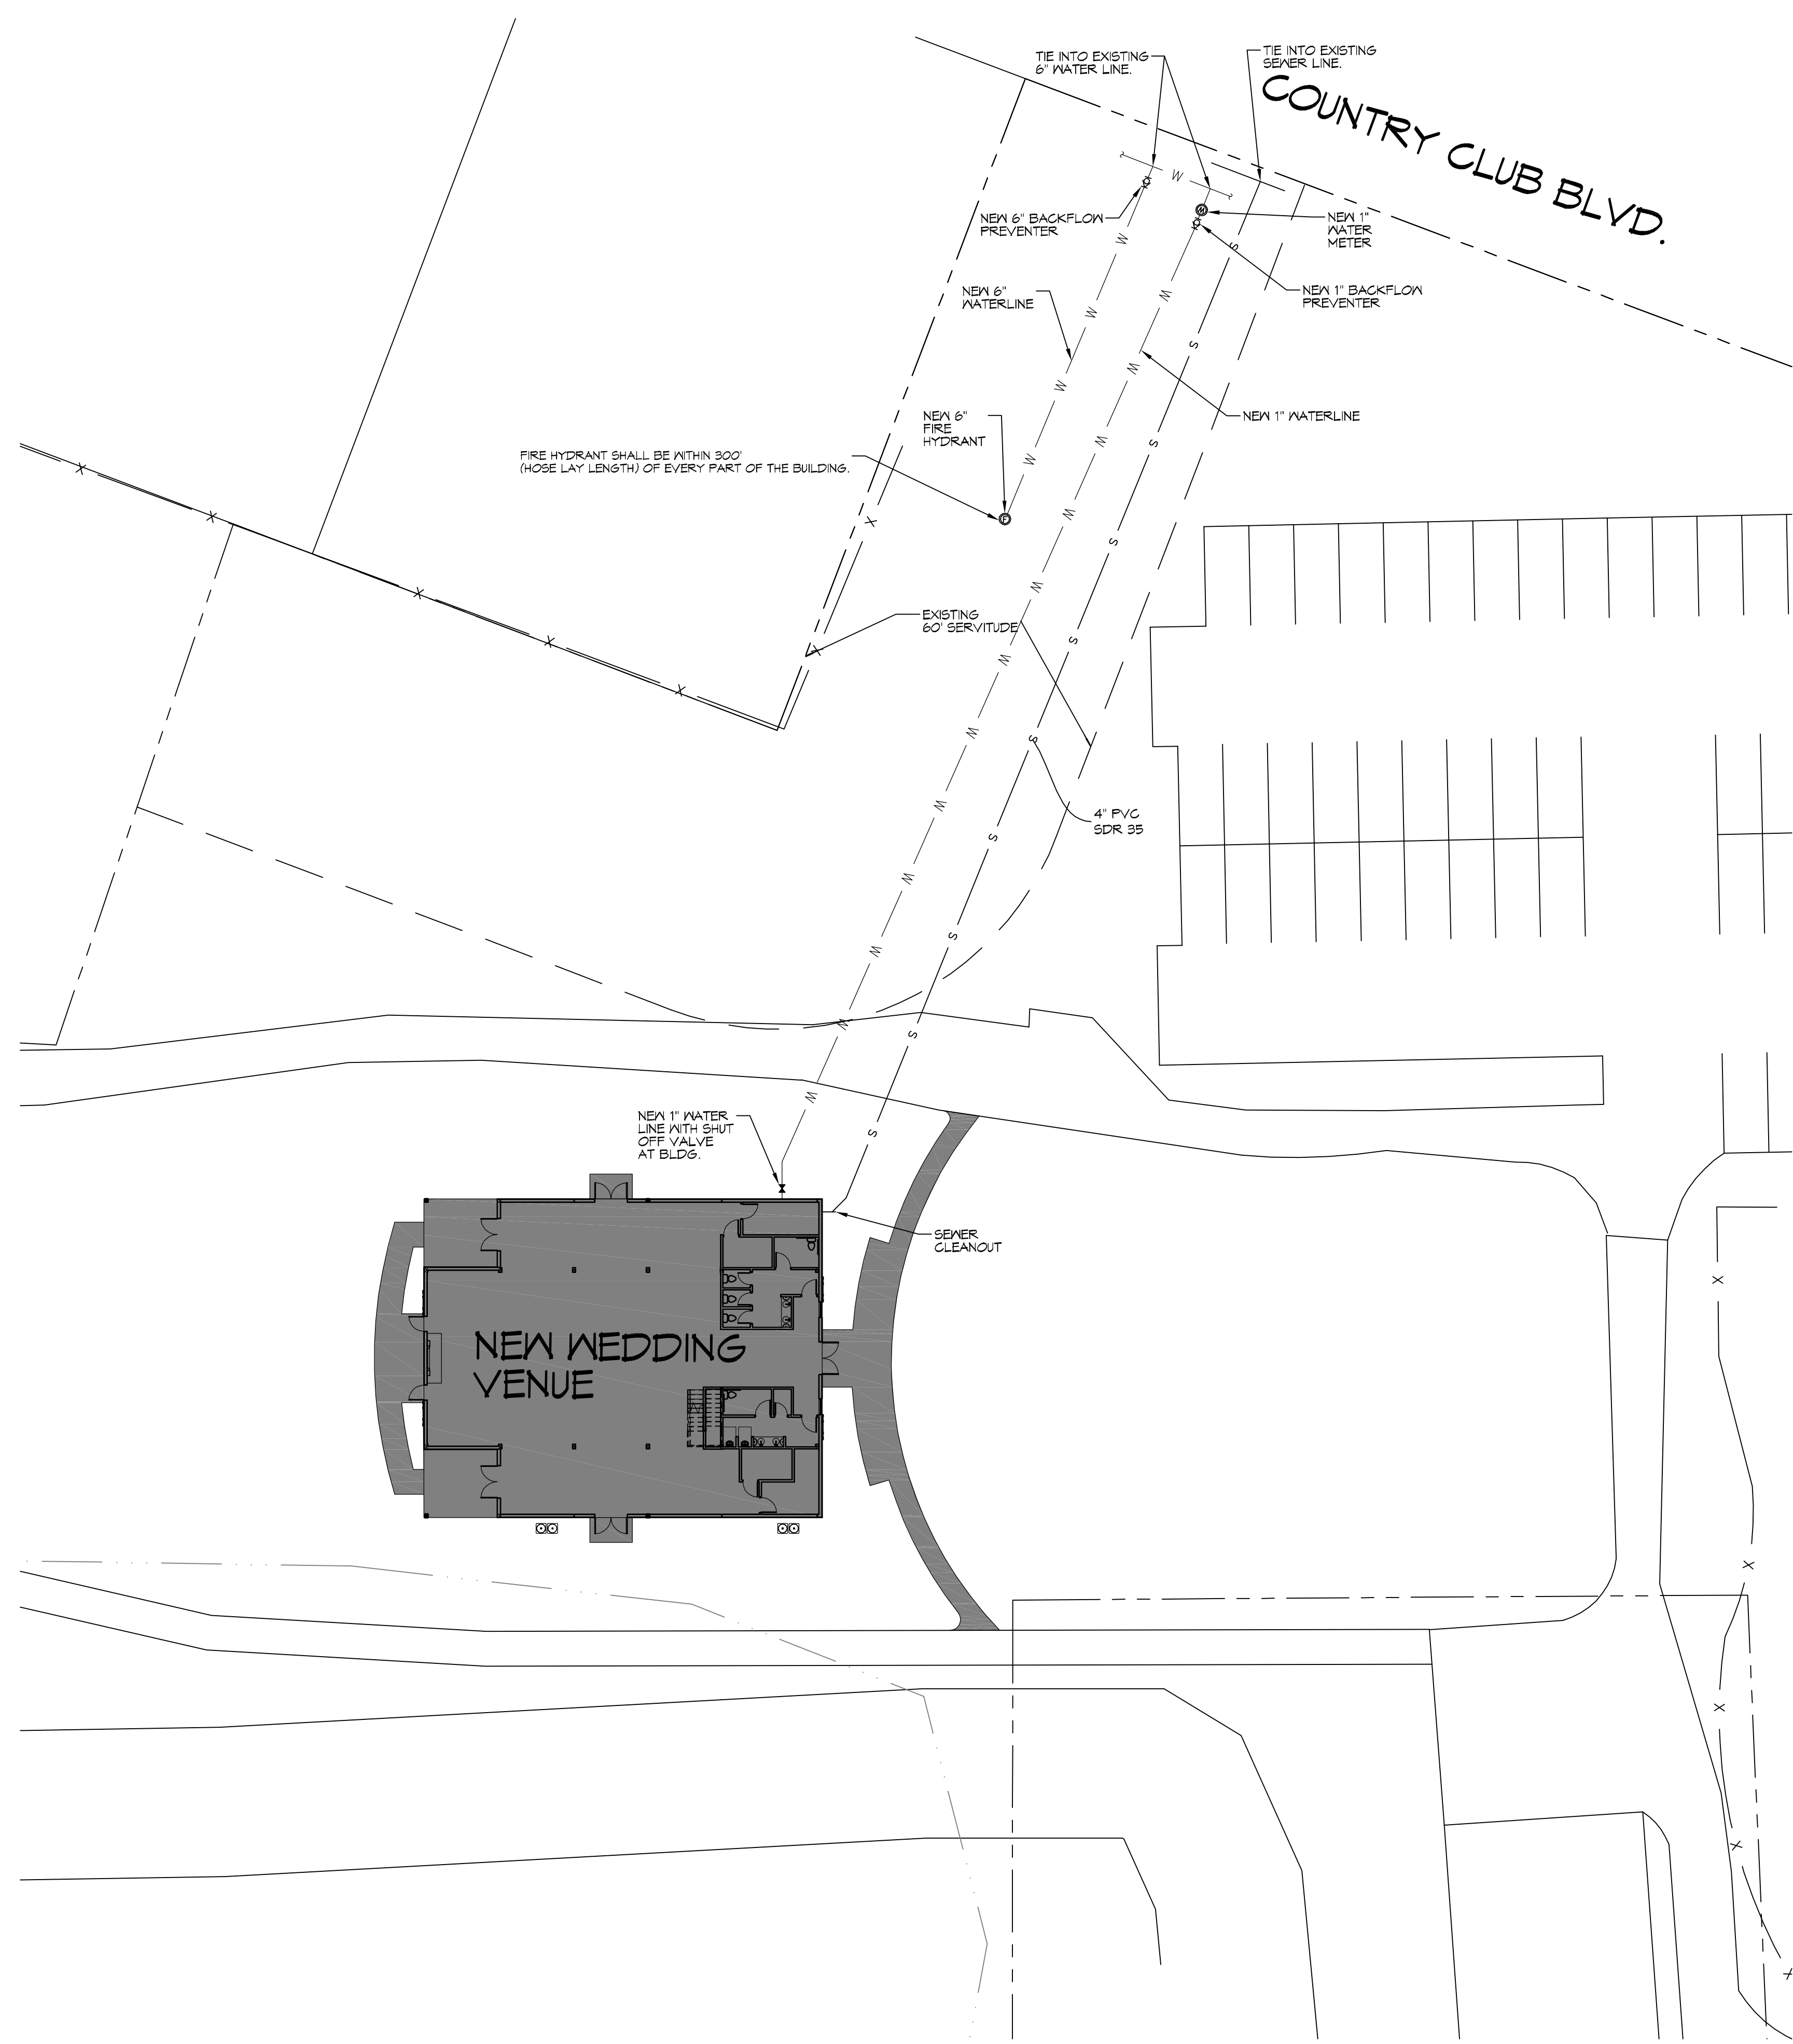 TIE INTO EXISTING
6" WATER LINE.
TIE INTO EXISTING
SEWER LINE.
COUNTRY CLUB BLVD.
W
NEW 6" BACKFLOW
PREVENTER
M
NEW 1"
WATER
METER
NEW 6"
WATERLINE
NEW 1" BACKFLOW
PREVENTER
NEW 6"
FIRE
HYDRANT
NEW 1" WATERLINE
FIRE HYDRANT SHALL BE WITHIN 300'
(HOSE LAY LENGTH) OF EVERY PART OF THE BUILDING.
F
EXISTING
60' SERVITUDE
4" PVC
SDR 35
NEW 1" WATER
LINE WITH SHUT
OFF VALVE
AT BLDG.
SEWER
CLEANOUT
NEW WEDDING
VENUE